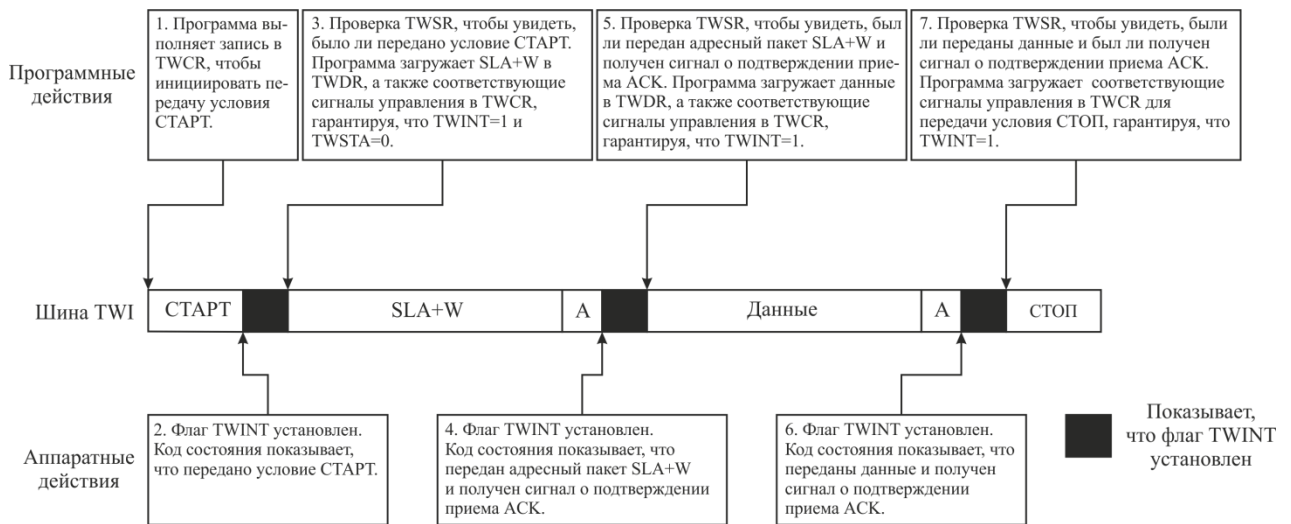 Программные
действия
1. Программа вы-
полняет запись в
TWCR, чтобы
инициировать пе-
редачу условия
СТАРТ.
3. Проверка TWSR, чтобы увидеть,
было ли передано условие СТАРТ.
Программа загружает SLA+W в
TWDR, а также соответствующие
сигналы управления в TWCR,
гарантируя, что TWINT=1 и
TWSTA=0.
5. Проверка TWSR, чтобы увидеть, был
ли передан адресный пакет SLA+W и
получен сигнал о подтверждении прие-
ма ACK. Программа загружает данные
в TWDR, а также соответствующие
сигналы управления в TWCR,
гарантируя, что TWINT=1.
7. Проверка TWSR, чтобы увидеть, были
ли переданы данные и был ли получен
сигнал о подтверждении приема ACK.
Программа загружает соответствующие
сигналы управления в TWCR для
передачи условия СТОП, гарантируя, что
TWINT=1.
Шина TWI
СТАРТ
SLA+W
A
Данные
A
СТОП
Аппаратные
действия
2. Флаг TWINT установлен.
Код состояния показывает,
что передано условие СТАРТ.
4. Флаг TWINT установлен.
Код состояния показывает, что
передан адресный пакет SLA+W
и получен сигнал о подтверждении
приема ACK.
6. Флаг TWINT установлен.
Код состояния показывает, что
переданы данные и получен
сигнал о подтверждении
приема ACK.
Показывает,
что флаг TWINT
установлен